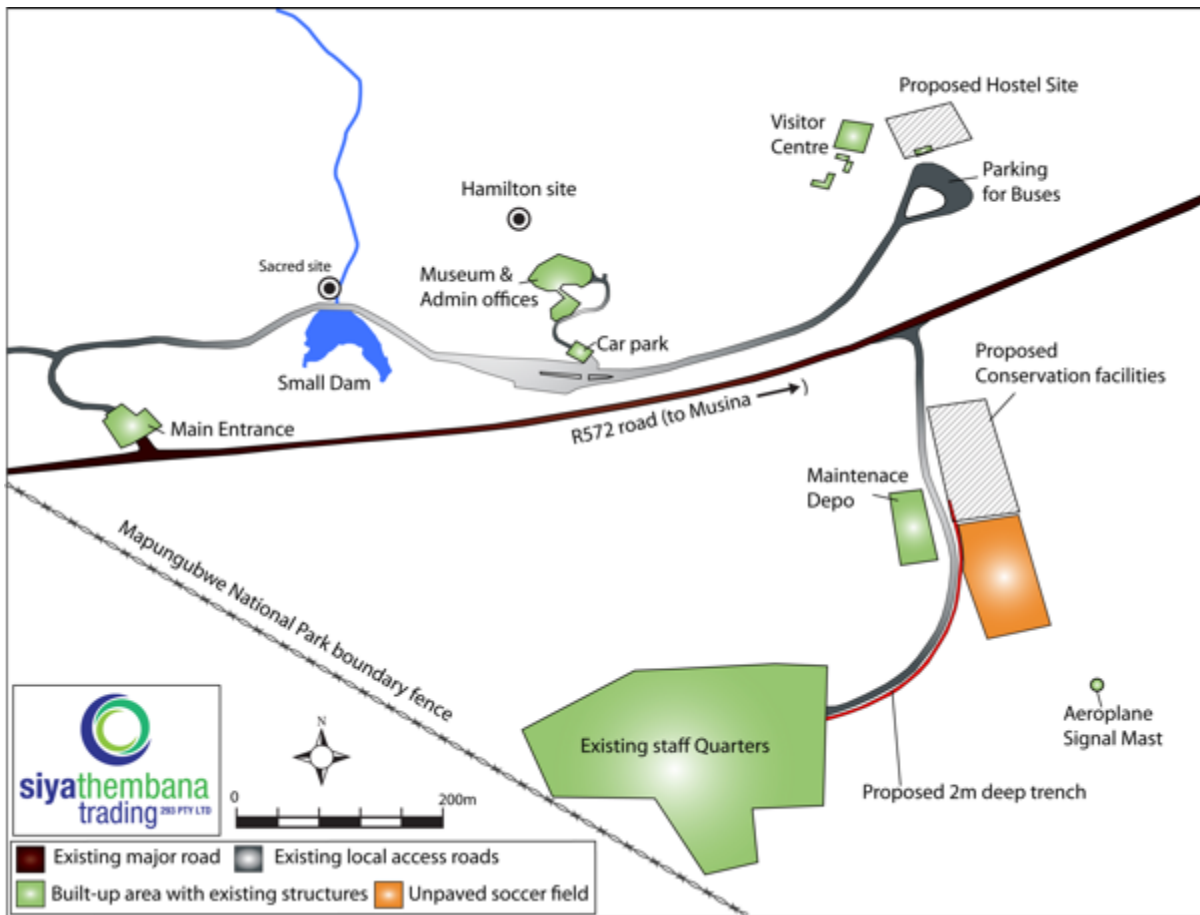 Proposed Hostel Site
Visitor
Centre
Parking
for Buses
Hamilton site
Sacred site
Museum &
Admin offices
Car park
Small Dam
Main Entrance
R572 road (to Musina )
Proposed
Conservation facilities
Maintenace
Depo
Mapungubwe National Park boundary fence
Existing staff Quarters
Aeroplane
Signal Mast
Proposed 2m deep trench
siyathembana
trading 293 PTY LTD
N
0 200m
Existing major road
Existing local access roads
Built-up area with existing structures
Unpaved soccer field